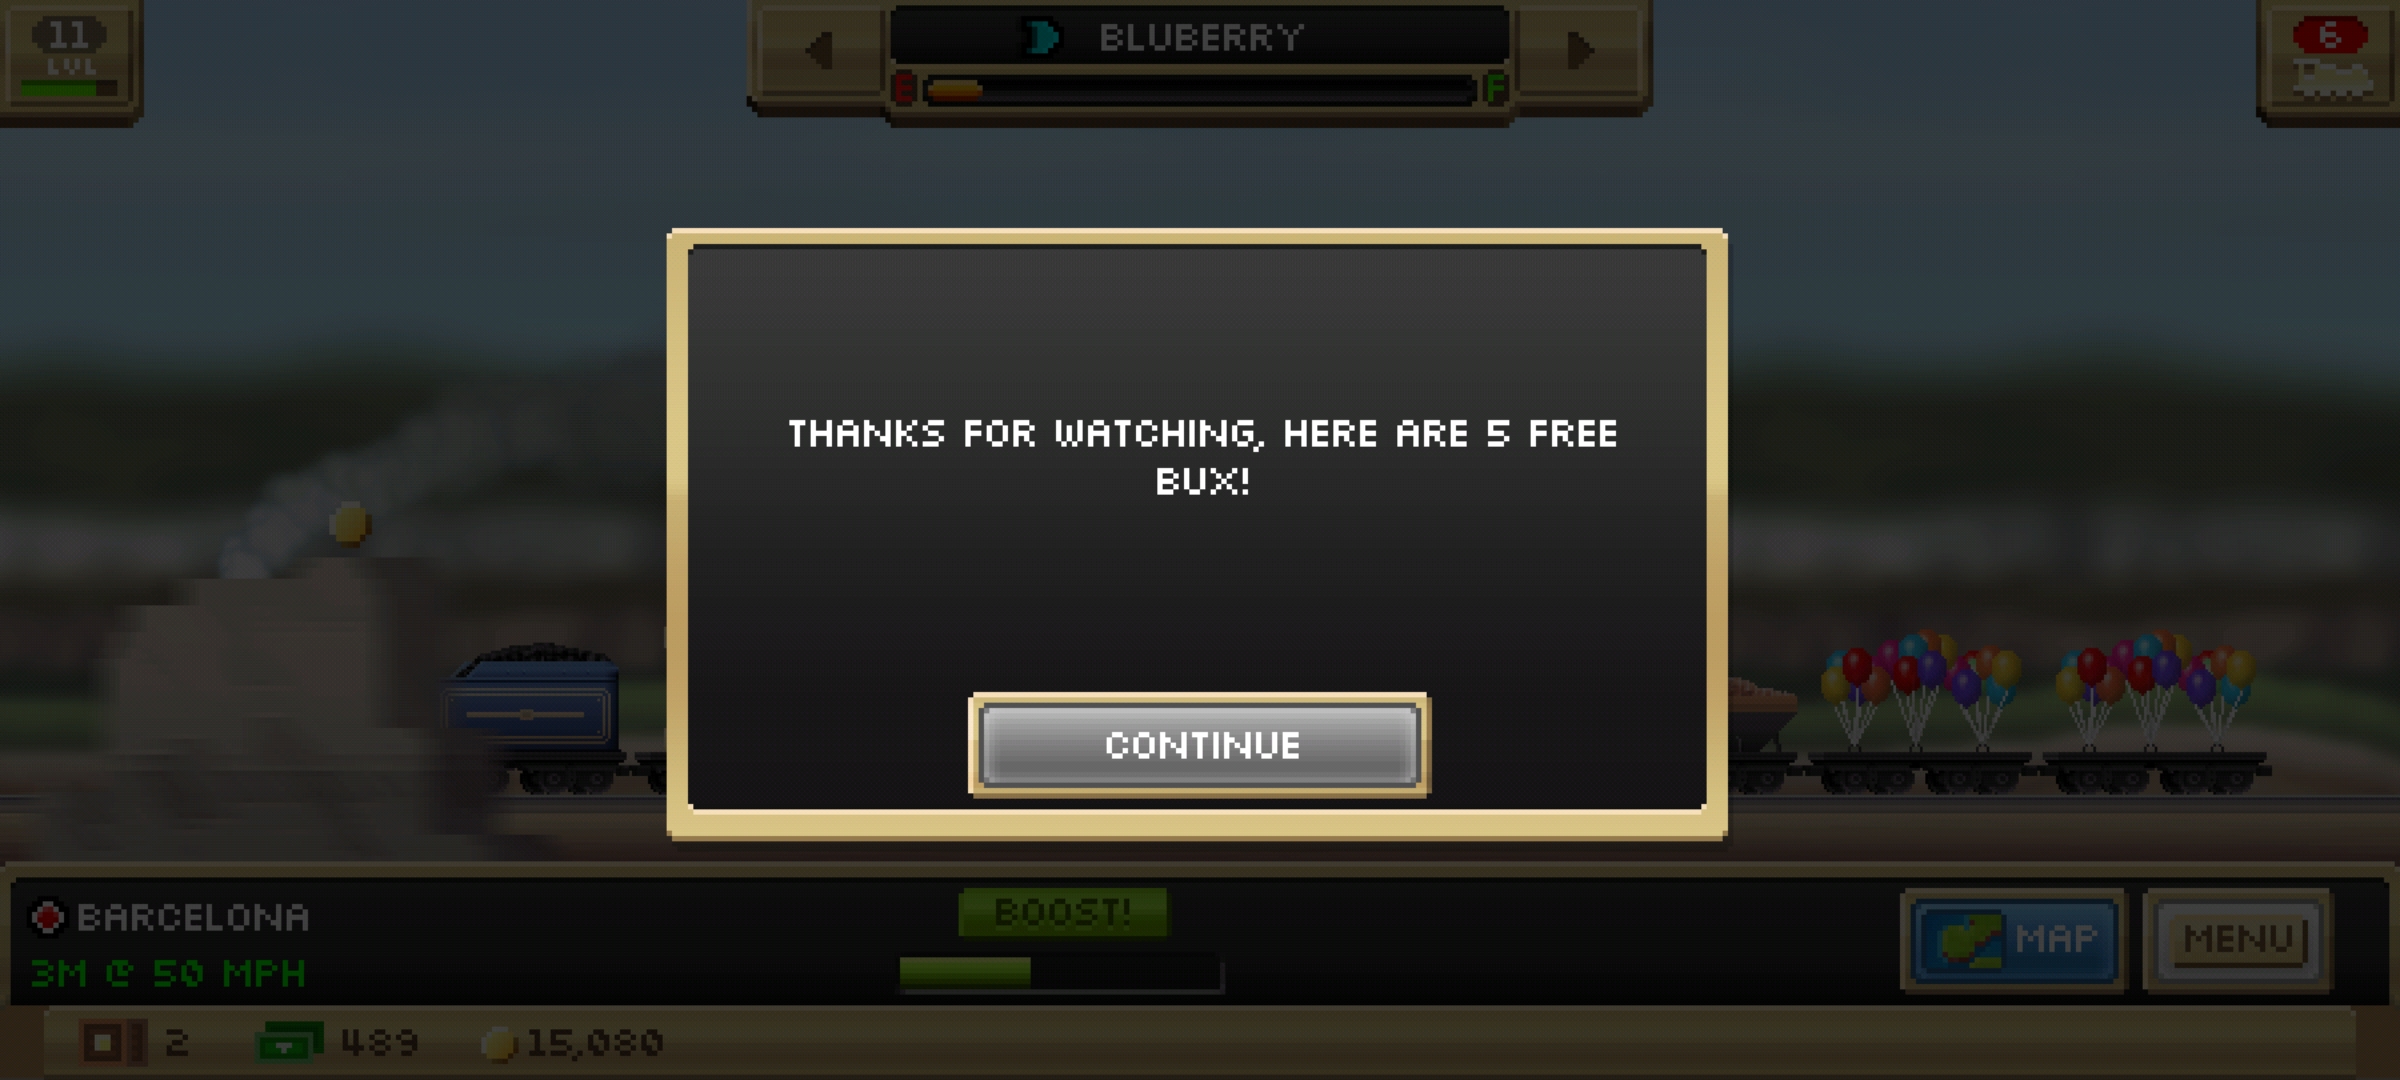 11
LVL
BLUBERRY
E
F
6
THANKS FOR WATCHING, HERE ARE 5 FREE
BUX!
CONTINUE
BARCELONA
3M @ 50 MPH
BOOST!
MAP
MENU
2
489
15,080